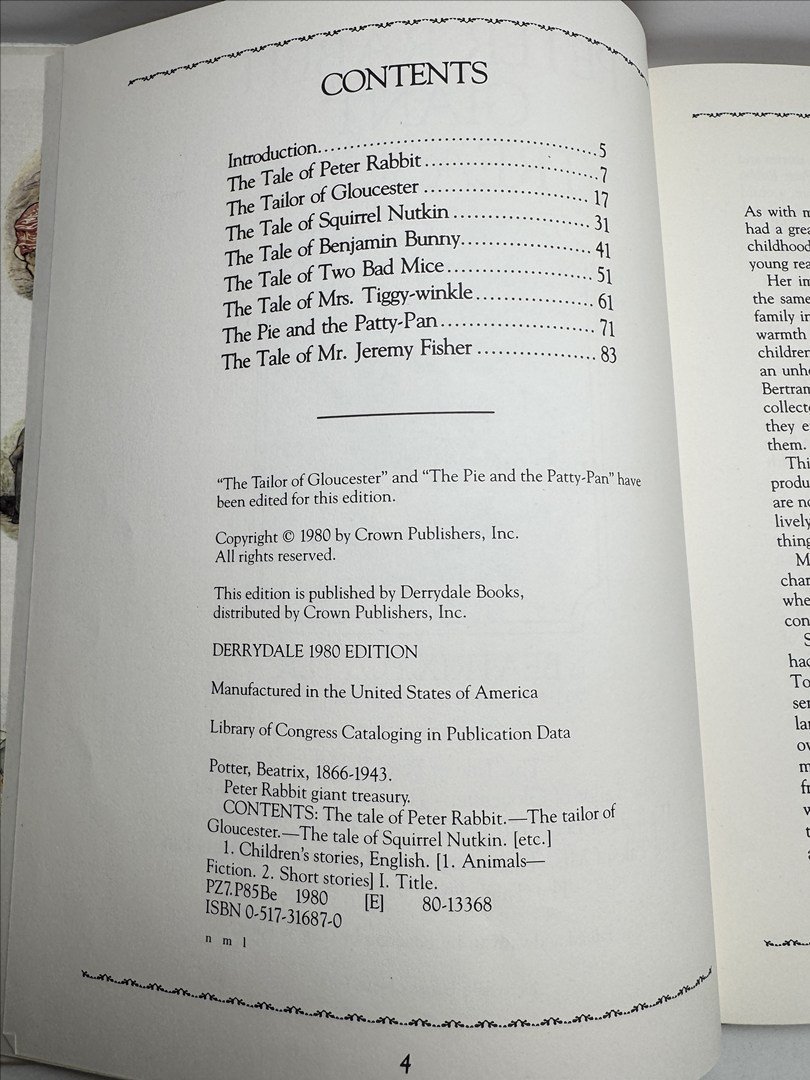 CONTENTS
Introduction.......................................5
The Tale of Peter Rabbit..........................7
The Tailor of Gloucester ........................ 17
The Tale of Squirrel Nutkin .................... 31
The Tale of Benjamin Bunny................... 41
The Tale of Two Bad Mice ..................... 51
The Tale of Mrs. Tiggy-winkle ................. 61
The Pie and the Patty-Pan....................... 71
The Tale of Mr. Jeremy Fisher .................. 83
“The Tailor of Gloucester” and “The Pie and the Patty-Pan” have
been edited for this edition.
Copyright © 1980 by Crown Publishers, Inc.
All rights reserved.
This edition is published by Derrydale Books,
distributed by Crown Publishers, Inc.
DERRYDALE 1980 EDITION
Manufactured in the United States of America
Library of Congress Cataloging in Publication Data
Potter, Beatrix, 1866-1943.
Peter Rabbit giant treasury.
CONTENTS: The tale of Peter Rabbit.—The tailor of
Gloucester.—The tale of Squirrel Nutkin. [etc.]
1. Children's stories, English. [1. Animals—
Fiction. 2. Short stories] I. Title.
PZ7.P85Be 1980 [E] 80-13368
ISBN 0-517-31687-0
n m l
4
As with
had a
childhood
young
Her
the same
family
warmth
children
an
Bertram
they
them.
are
lively